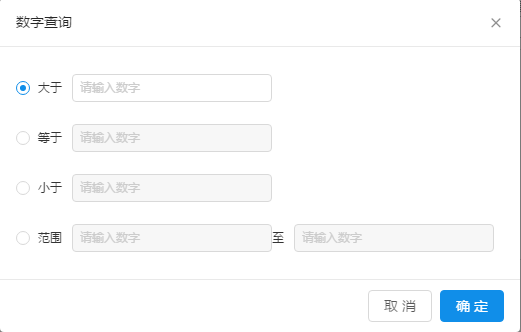 数字查询
大于 请输入数字
等于 请输入数字
小于 请输入数字
范围 请输入数字 至 请输入数字
取 消 确 定